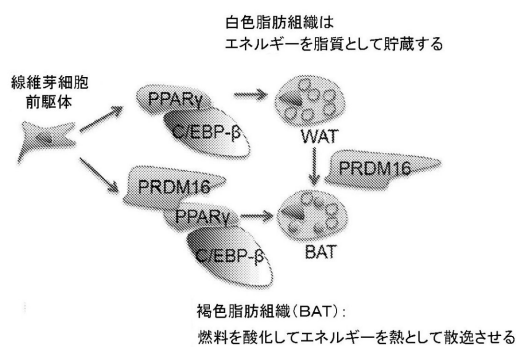 白色脂肪組織は
エネルギーを脂質として貯蔵する
線維芽細胞
前駆体
PPARγ
C/EBP-β
WAT
PRDM16
PRDM16
PPARγ
C/EBP-β
BAT
褐色脂肪組織(BAT):
燃料を酸化してエネルギーを熱として散逸させる